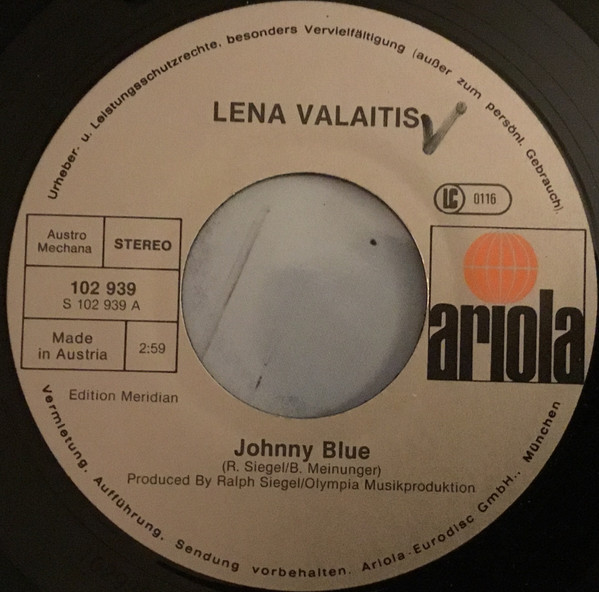 Urheber- u. Leistungsschutzrechte, besonders Vervielfältigung (außer zum persönl. Gebrauch),
LENA VALAITIS
LC 0116
Austro
Mechana
STEREO
102 939
S 102 939 A
Made
in Austria
2:59
ariola
Edition Meridian
Johnny Blue
(R. Siegel/B. Meinunger)
Produced By Ralph Siegel/Olympia Musikproduktion
Vermietung, Aufführung, Sendung vorbehalten. Ariola-Eurodisc GmbH., München